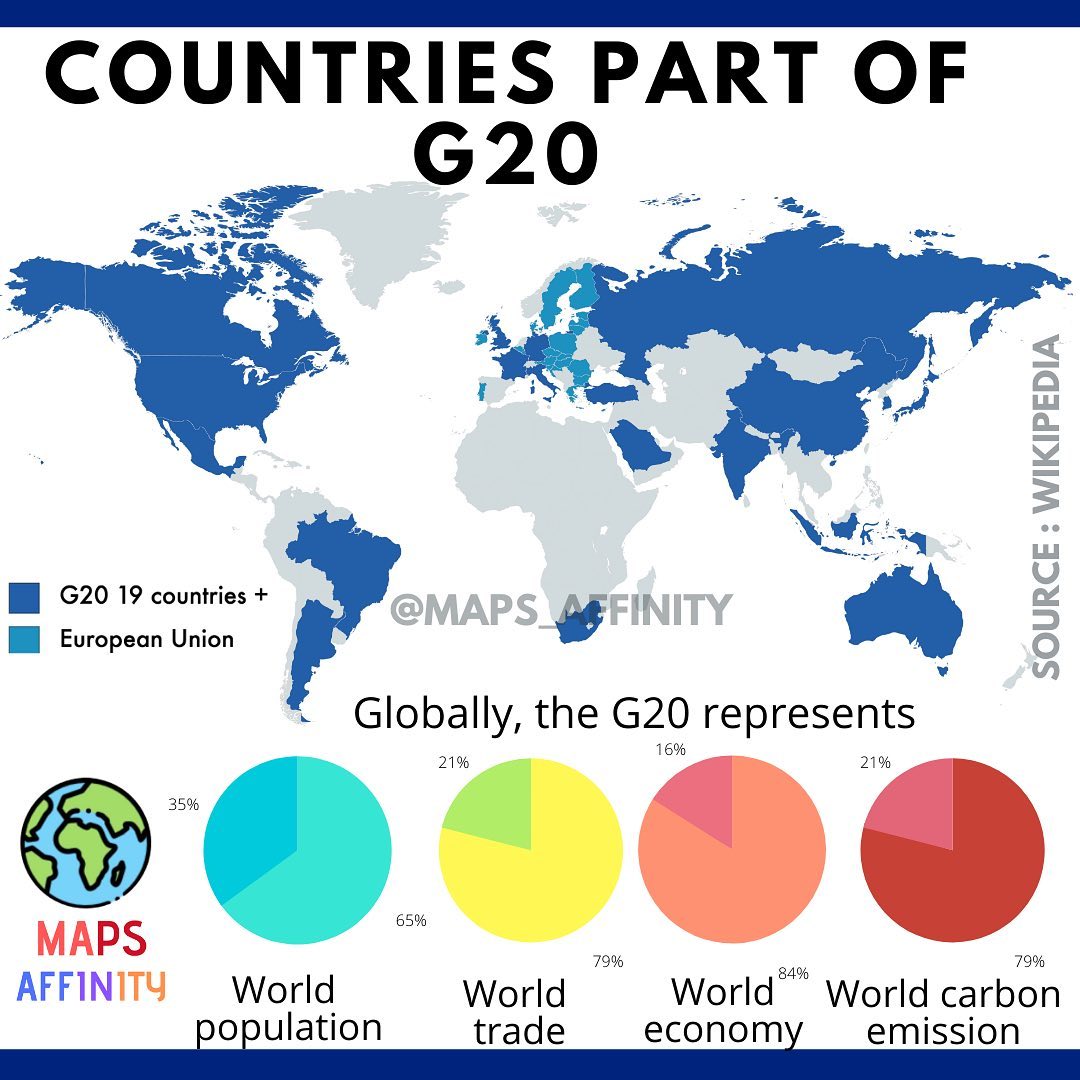 COUNTRIES PART OF
G20
G20 19 countries +
European Union
@MAPS_AFFINITY
SOURCE : WIKIPEDIA
Globally, the G20 represents
35%
65%
21%
79%
16%
84%
21%
79%
World
population
World
trade
World
economy
World carbon
emission
MAPS
AFF1N1TY